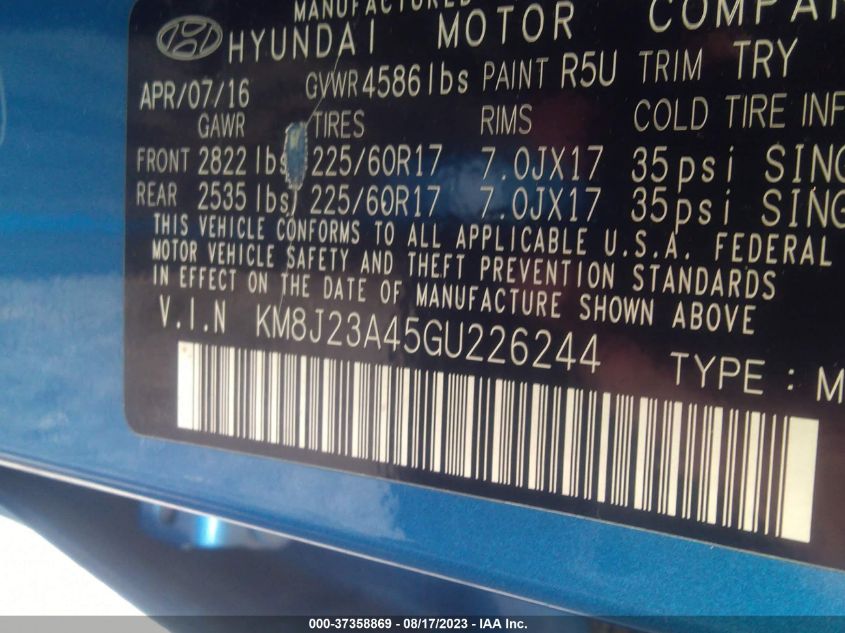 MANUFACTURED
HYUNDAI MOTOR COMPA
APR/07/16 GVWR 4586 lbs PAINT R5U TRIM TRY
GAWR TIRES RIMS COLD TIRE INF
FRONT 2822 lbs 225/60R17 7.0JX17 35psi SING
REAR 2535 lbs 225/60R17 7.0JX17 35psi SING
THIS VEHICLE CONFORMS TO ALL APPLICABLE U.S.A. FEDERAL
MOTOR VEHICLE SAFETY AND THEFT PREVENTION STANDARDS
IN EFFECT ON THE DATE OF MANUFACTURE SHOWN ABOVE
V.I.N KM8J23A45GU226244 TYPE : M
000-37358869 - 08/17/2023 - IAA Inc.